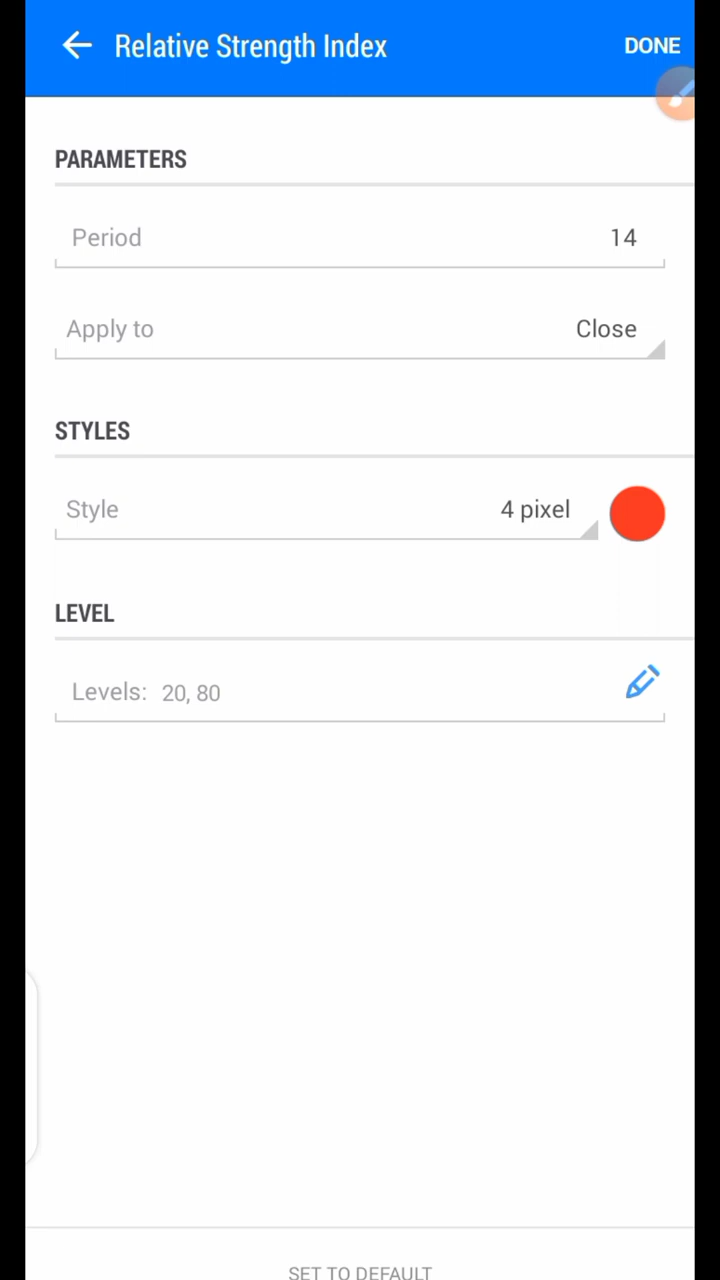 Relative Strength Index DONE
PARAMETERS
Period 14
Apply to Close
STYLES
Style 4 pixel
LEVEL
Levels: 20, 80
SET TO DEFAULT